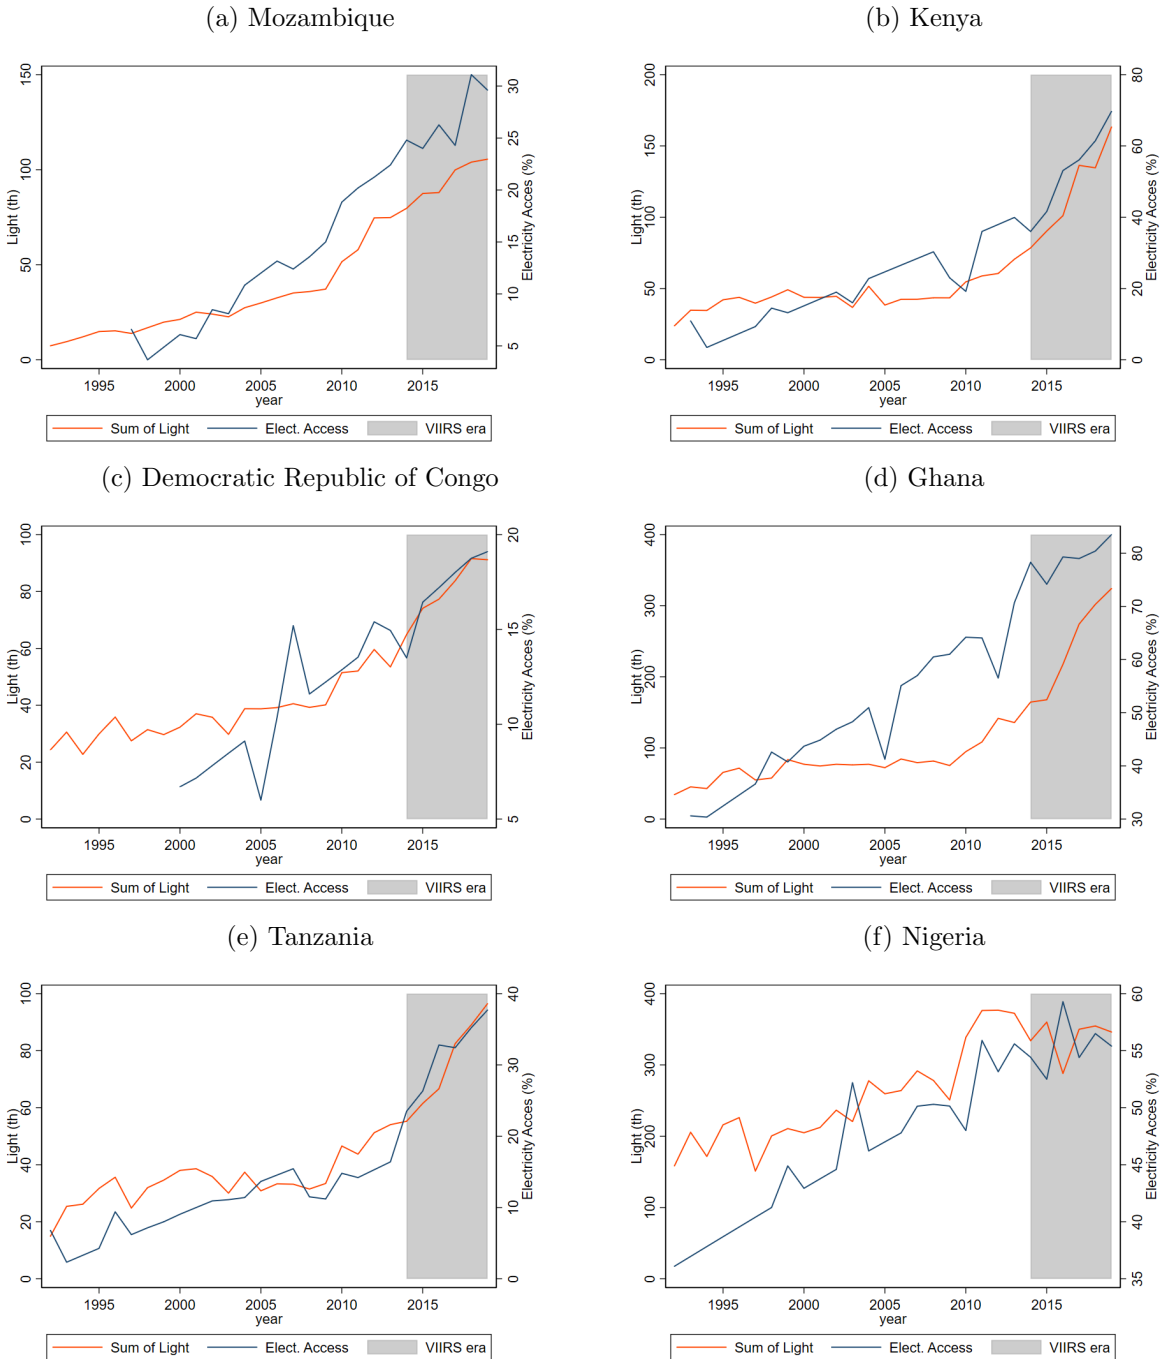 (a) Mozambique
(b) Kenya
150
100
50
0
Light (th)
30
25
20
15
10
5
Electricity Acces (%)
1995 2000 2005 2010 2015
year
Sum of Light Elect. Access VIIRS era
200
150
100
50
0
Light (th)
80
60
40
20
0
Electricity Acces (%)
1995 2000 2005 2010 2015
year
Sum of Light Elect. Access VIIRS era
(c) Democratic Republic of Congo
(d) Ghana
100
80
60
40
20
0
Light (th)
20
15
10
5
Electricity Acces (%)
1995 2000 2005 2010 2015
year
Sum of Light Elect. Access VIIRS era
400
300
200
100
0
Light (th)
80
70
60
50
40
30
Electricity Acces (%)
1995 2000 2005 2010 2015
year
Sum of Light Elect. Access VIIRS era
(e) Tanzania
(f) Nigeria
100
80
60
40
20
0
Light (th)
40
30
20
10
0
Electricity Acces (%)
1995 2000 2005 2010 2015
year
Sum of Light Elect. Access VIIRS era
400
300
200
100
0
Light (th)
60
55
50
45
40
35
Electricity Acces (%)
1995 2000 2005 2010 2015
year
Sum of Light Elect. Access VIIRS era